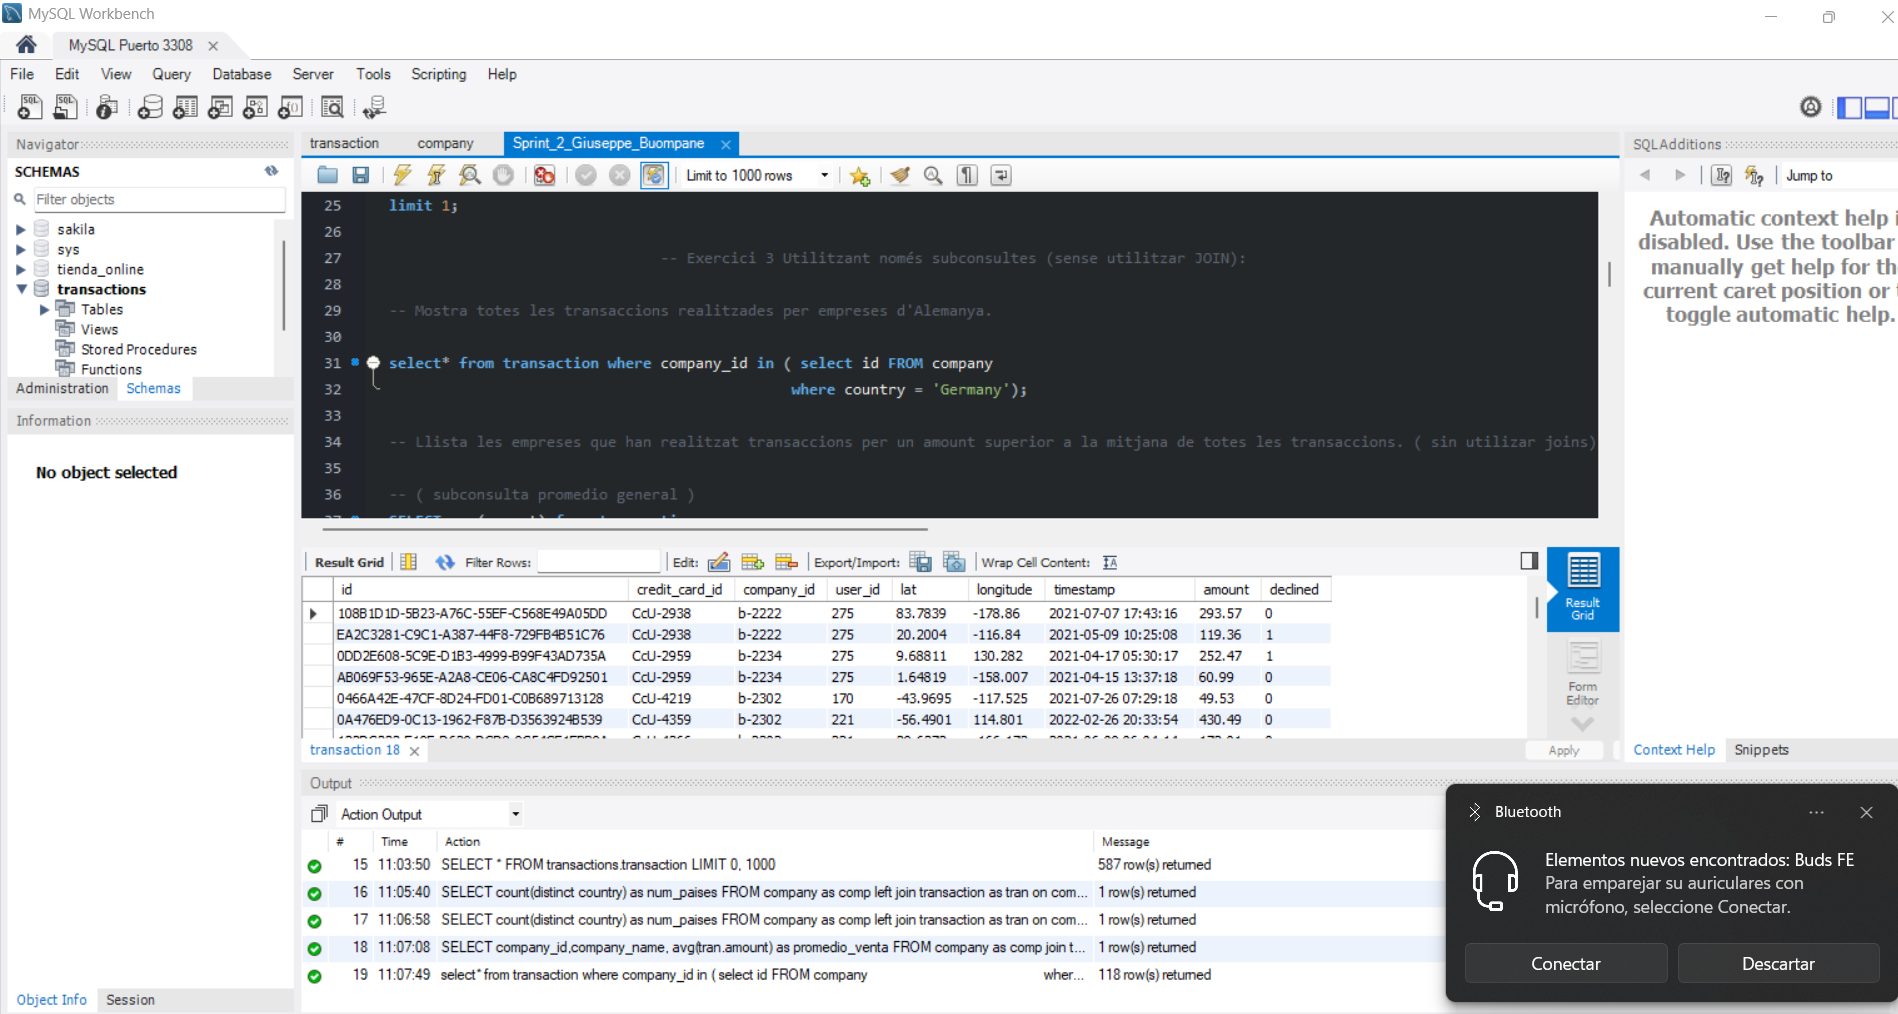 MySQL Workbench
MySQL Puerto 3308
File Edit View Query Database Server Tools Scripting Help
Navigator
SCHEMAS
Filter objects
sakila
sys
tienda_online
transactions
Tables
Views
Stored Procedures
Functions
Administration Schemas
Information
No object selected
Object Info Session
transaction company Sprint_2_Giuseppe_Buompane
Limit to 1000 rows
25 limit 1;
26
27 -- Exercici 3 Utilitzant només subconsultes (sense utilitzar JOIN):
28
29 -- Mostra totes les transaccions realitzades per empreses d'Alemanya.
30
31 select* from transaction where company_id in ( select id FROM company
32 where country = 'Germany');
33
34 -- Llista les empreses que han realitzat transaccions per un amount superior a la mitjana de totes les transaccions. ( sin utilizar joins)
35
36 -- ( subconsulta promedio general )
Result Grid Filter Rows: Edit: Export/Import: Wrap Cell Content:
id credit_card_id company_id user_id lat longitude timestamp amount declined
108B1D1D-5B23-A76C-55EF-C568E49A05DD CcU-2938 b-2222 275 83.7839 -178.86 2021-07-07 17:43:16 293.57 0
EA2C3281-C9C1-A387-44F8-729FB4B51C76 CcU-2938 b-2222 275 20.2004 -116.84 2021-05-09 10:25:08 119.36 1
0DD2E608-5C9E-D1B3-4999-B99F43AD735A CcU-2959 b-2234 275 9.68811 130.282 2021-04-17 05:30:17 252.47 1
AB069F53-965E-A2A8-CE06-CA8C4FD92501 CcU-2959 b-2234 275 1.64819 -158.007 2021-04-15 13:37:18 60.99 0
0466A42E-47CF-8D24-FD01-C0B689713128 CcU-4219 b-2302 170 -43.9695 -117.525 2021-07-26 07:29:18 49.53 0
0A476ED9-0C13-1962-F87B-D3563924B539 CcU-4359 b-2302 221 -56.4901 114.801 2022-02-26 20:33:54 430.49 0
Result
Grid
Form
Editor
transaction 18
Apply
Output
Action Output
# Time Action Message
15 11:03:50 SELECT * FROM transactions.transaction LIMIT 0, 1000 587 row(s) returned
16 11:05:40 SELECT count(distinct country) as num_paises FROM company as comp left join transaction as tran on com... 1 row(s) returned
17 11:06:58 SELECT count(distinct country) as num_paises FROM company as comp left join transaction as tran on com... 1 row(s) returned
18 11:07:08 SELECT company_id,company_name, avg(tran.amount) as promedio_venta FROM company as comp join t... 1 row(s) returned
19 11:07:49 select* from transaction where company_id in ( select id FROM company wher... 118 row(s) returned
SQLAdditions
Jump to
Automatic context help
disabled. Use the toolbar
manually get help for
current caret position or
toggle automatic help.
Context Help Snippets
Bluetooth
Elementos nuevos encontrados: Buds FE
Para emparejar su auriculares con
micrófono, seleccione Conectar.
Conectar Descartar